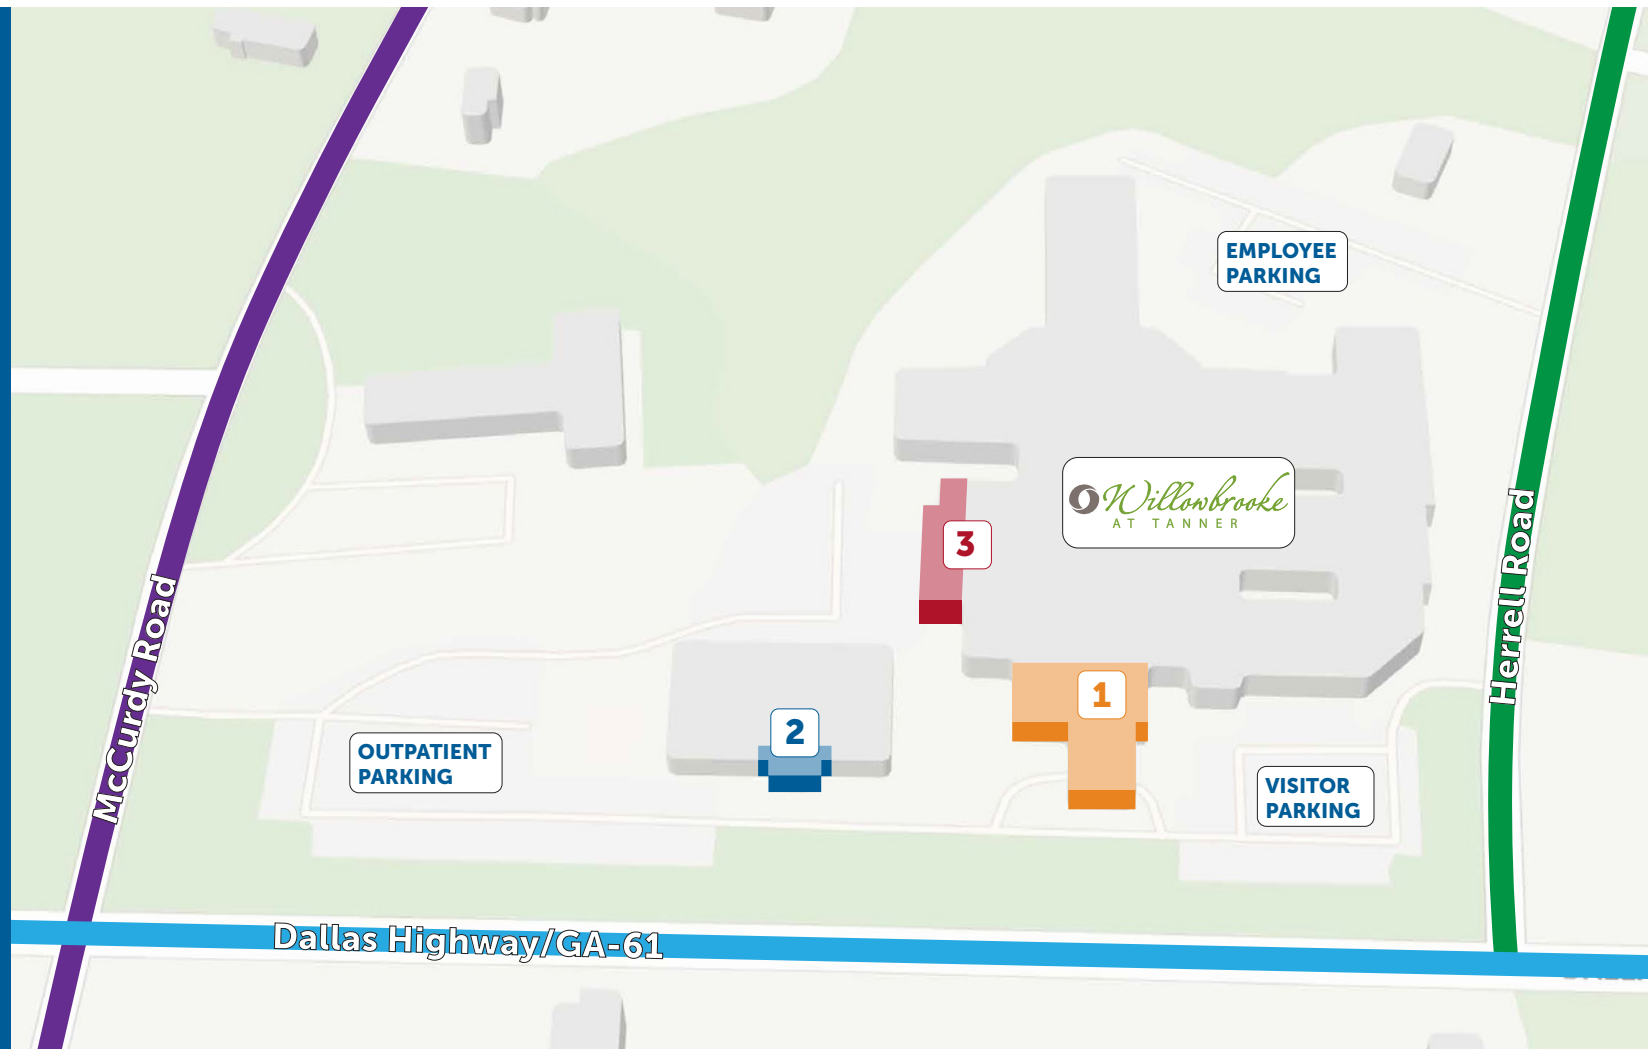 EMPLOYEE
PARKING
Willowbrooke
AT TANNER
3
Herrell Road
McCurdy Road
1
2
OUTPATIENT
PARKING
VISITOR
PARKING
Dallas Highway/GA-61